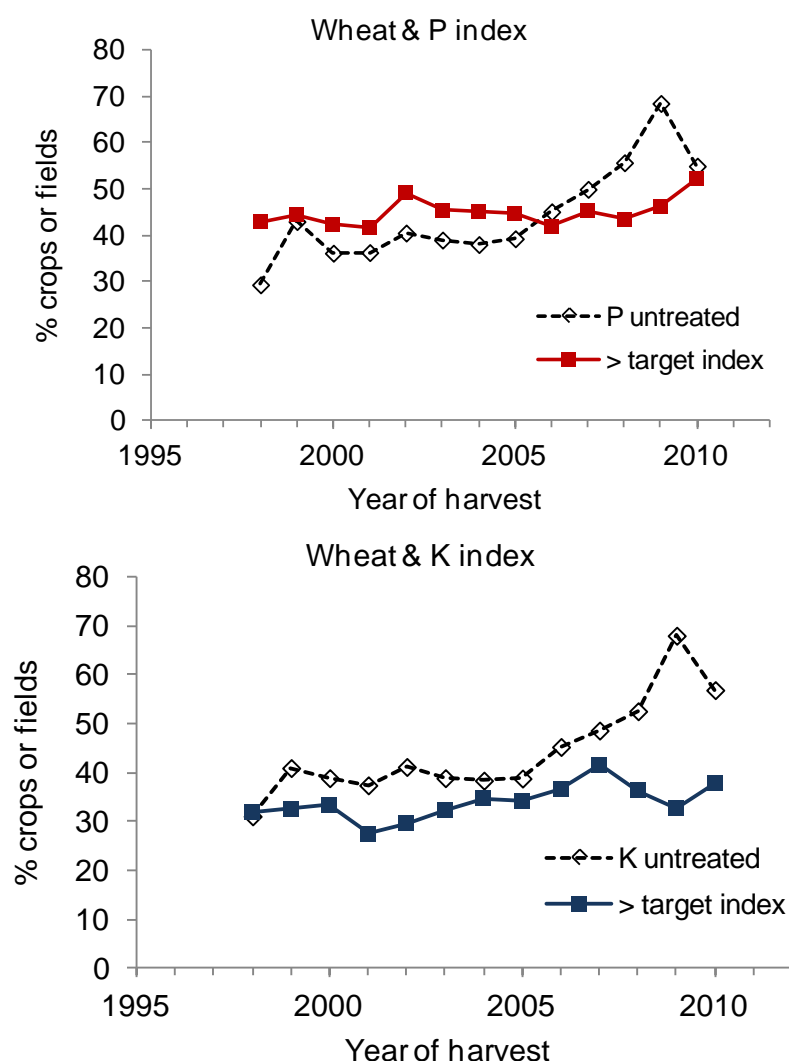 Wheat & P index
80
70
60
50
40
30
20
10
0
% crops or fields
P untreated
> target index
1995 2000 2005 2010
Year of harvest
Wheat & K index
80
70
60
50
40
30
20
10
0
% crops or fields
K untreated
> target index
1995 2000 2005 2010
Year of harvest